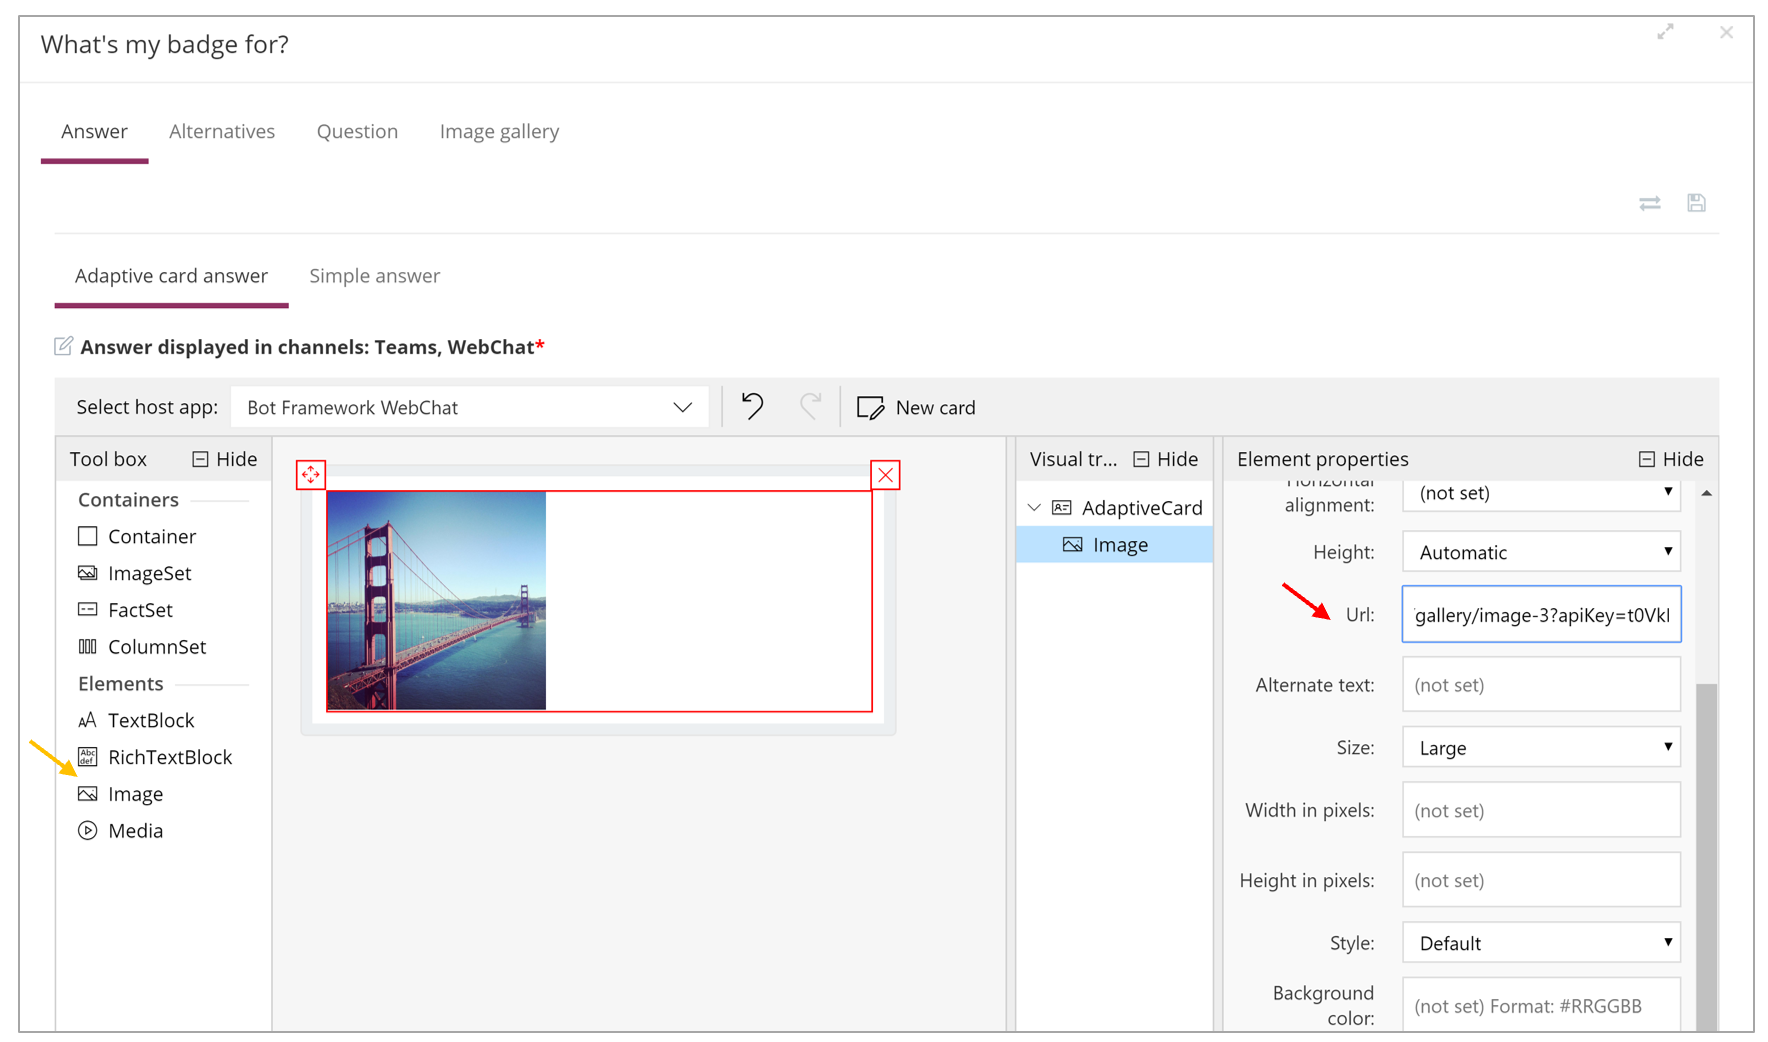 What's my badge for?
Answer Alternatives Question Image gallery
Adaptive card answer Simple answer
Answer displayed in channels: Teams, WebChat*
Select host app: Bot Framework WebChat New card
Tool box Hide
Containers
Container
ImageSet
FactSet
ColumnSet
Elements
TextBlock
Abc
def
RichTextBlock
Image
Media
Visual tr... Hide
AdaptiveCard
Image
Element properties Hide
Horizontal
alignment: (not set)
Height: Automatic
Url: gallery/image-3?apiKey=t0Vkl
Alternate text: (not set)
Size: Large
Width in pixels: (not set)
Height in pixels: (not set)
Style: Default
Background
color: (not set) Format: #RRGGBB